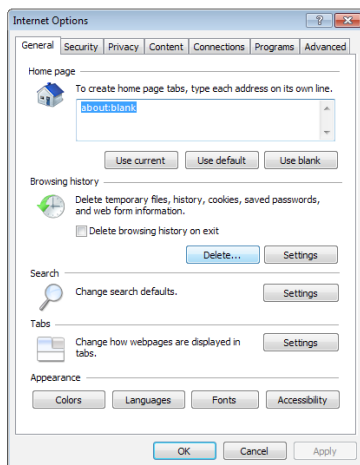 Internet Options
General Security Privacy Content Connections Programs Advanced
Home page
To create home page tabs, type each address on its own line.
about:blank
Use current Use default Use blank
Browsing history
Delete temporary files, history, cookies, saved passwords,
and web form information.
Delete browsing history on exit
Delete... Settings
Search
Change search defaults. Settings
Tabs
Change how webpages are displayed in
tabs. Settings
Appearance
Colors Languages Fonts Accessibility
OK Cancel Apply